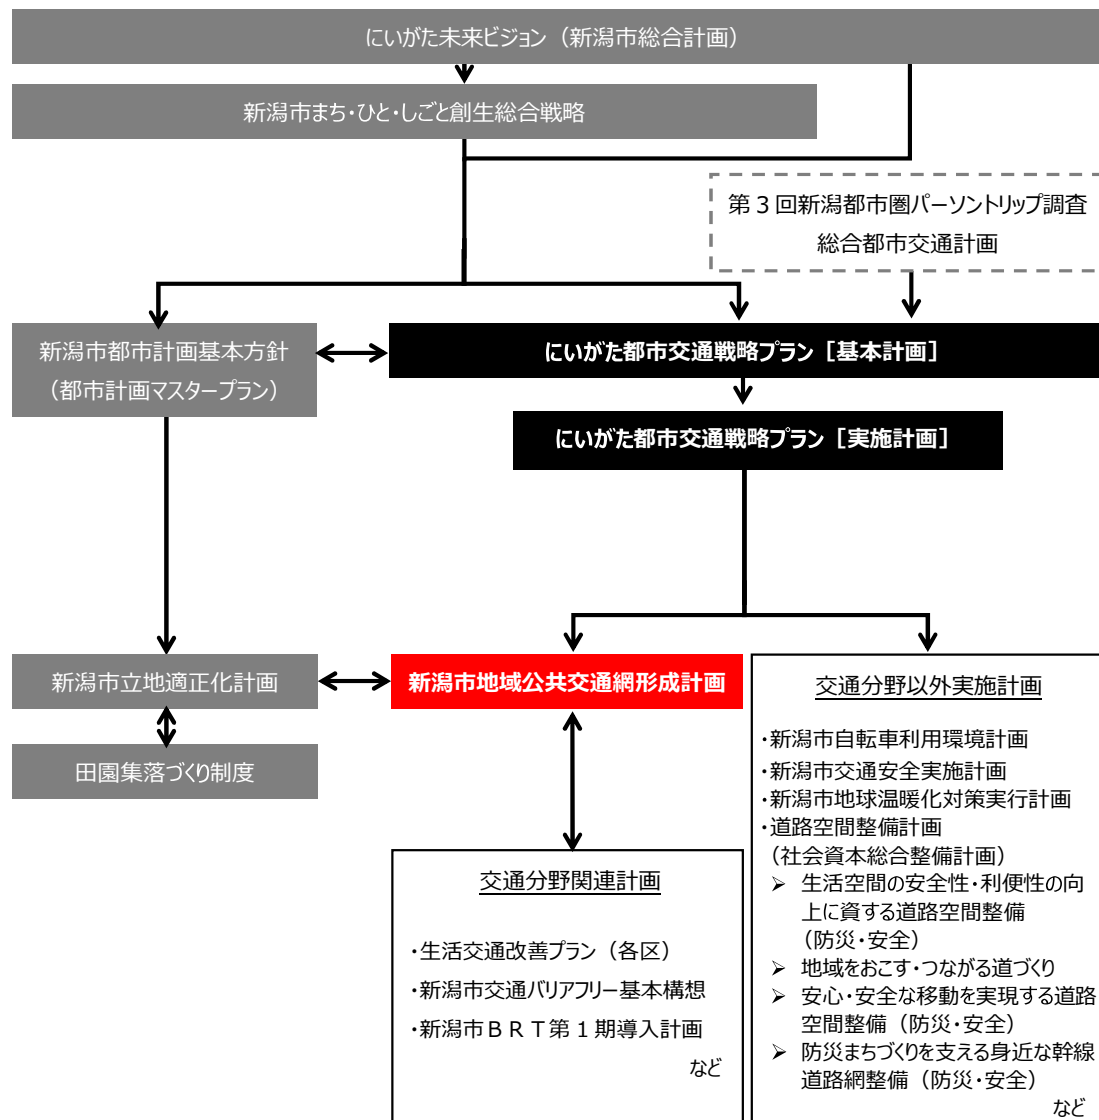 にいがた未来ビジョン（新潟市総合計画）
新潟市まち・ひと・しごと創生総合戦略
第３回新潟都市圏パーソントリップ調査
総合都市交通計画
新潟市都市計画基本方針
（都市計画マスタープラン）
にいがた都市交通戦略プラン［基本計画］
にいがた都市交通戦略プラン［実施計画］
新潟市立地適正化計画
新潟市地域公共交通網形成計画
田園集落づくり制度
交通分野関連計画
・生活交通改善プラン（各区）
・新潟市交通バリアフリー基本構想
・新潟市ＢＲＴ第１期導入計画
など
交通分野以外実施計画
・新潟市自転車利用環境計画
・新潟市交通安全実施計画
・新潟市地球温暖化対策実行計画
・道路空間整備計画
（社会資本総合整備計画）
➢ 生活空間の安全性・利便性の向
上に資する道路空間整備
（防災・安全）
➢ 地域をおこす・つながる道づくり
➢ 安心・安全な移動を実現する道路
空間整備（防災・安全）
➢ 防災まちづくりを支える身近な幹線
道路網整備（防災・安全）
など